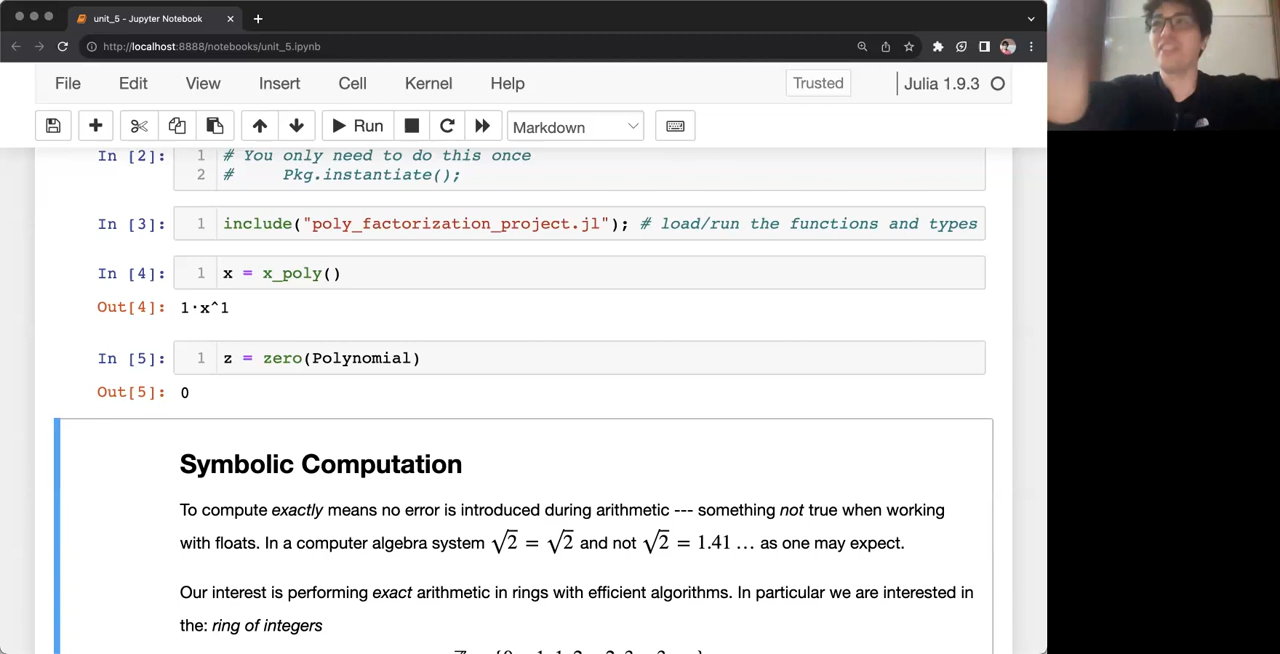 unit_5 - Jupyter Notebook
http://localhost:8888/notebooks/unit_5.ipynb
File Edit View Insert Cell Kernel Help Trusted Julia 1.9.3
Run Markdown
In [2]: 1 # You only need to do this once
2 # Pkg.instantiate();
In [3]: 1 include("poly_factorization_project.jl"); # load/run the functions and types
In [4]: 1 x = x_poly()
Out[4]: 1·x^1
In [5]: 1 z = zero(Polynomial)
Out[5]: 0
Symbolic Computation
To compute exactly means no error is introduced during arithmetic --- something not true when working
with floats. In a computer algebra system √2 = √2 and not √2 = 1.41 … as one may expect.
Our interest is performing exact arithmetic in rings with efficient algorithms. In particular we are interested in
the: ring of integers